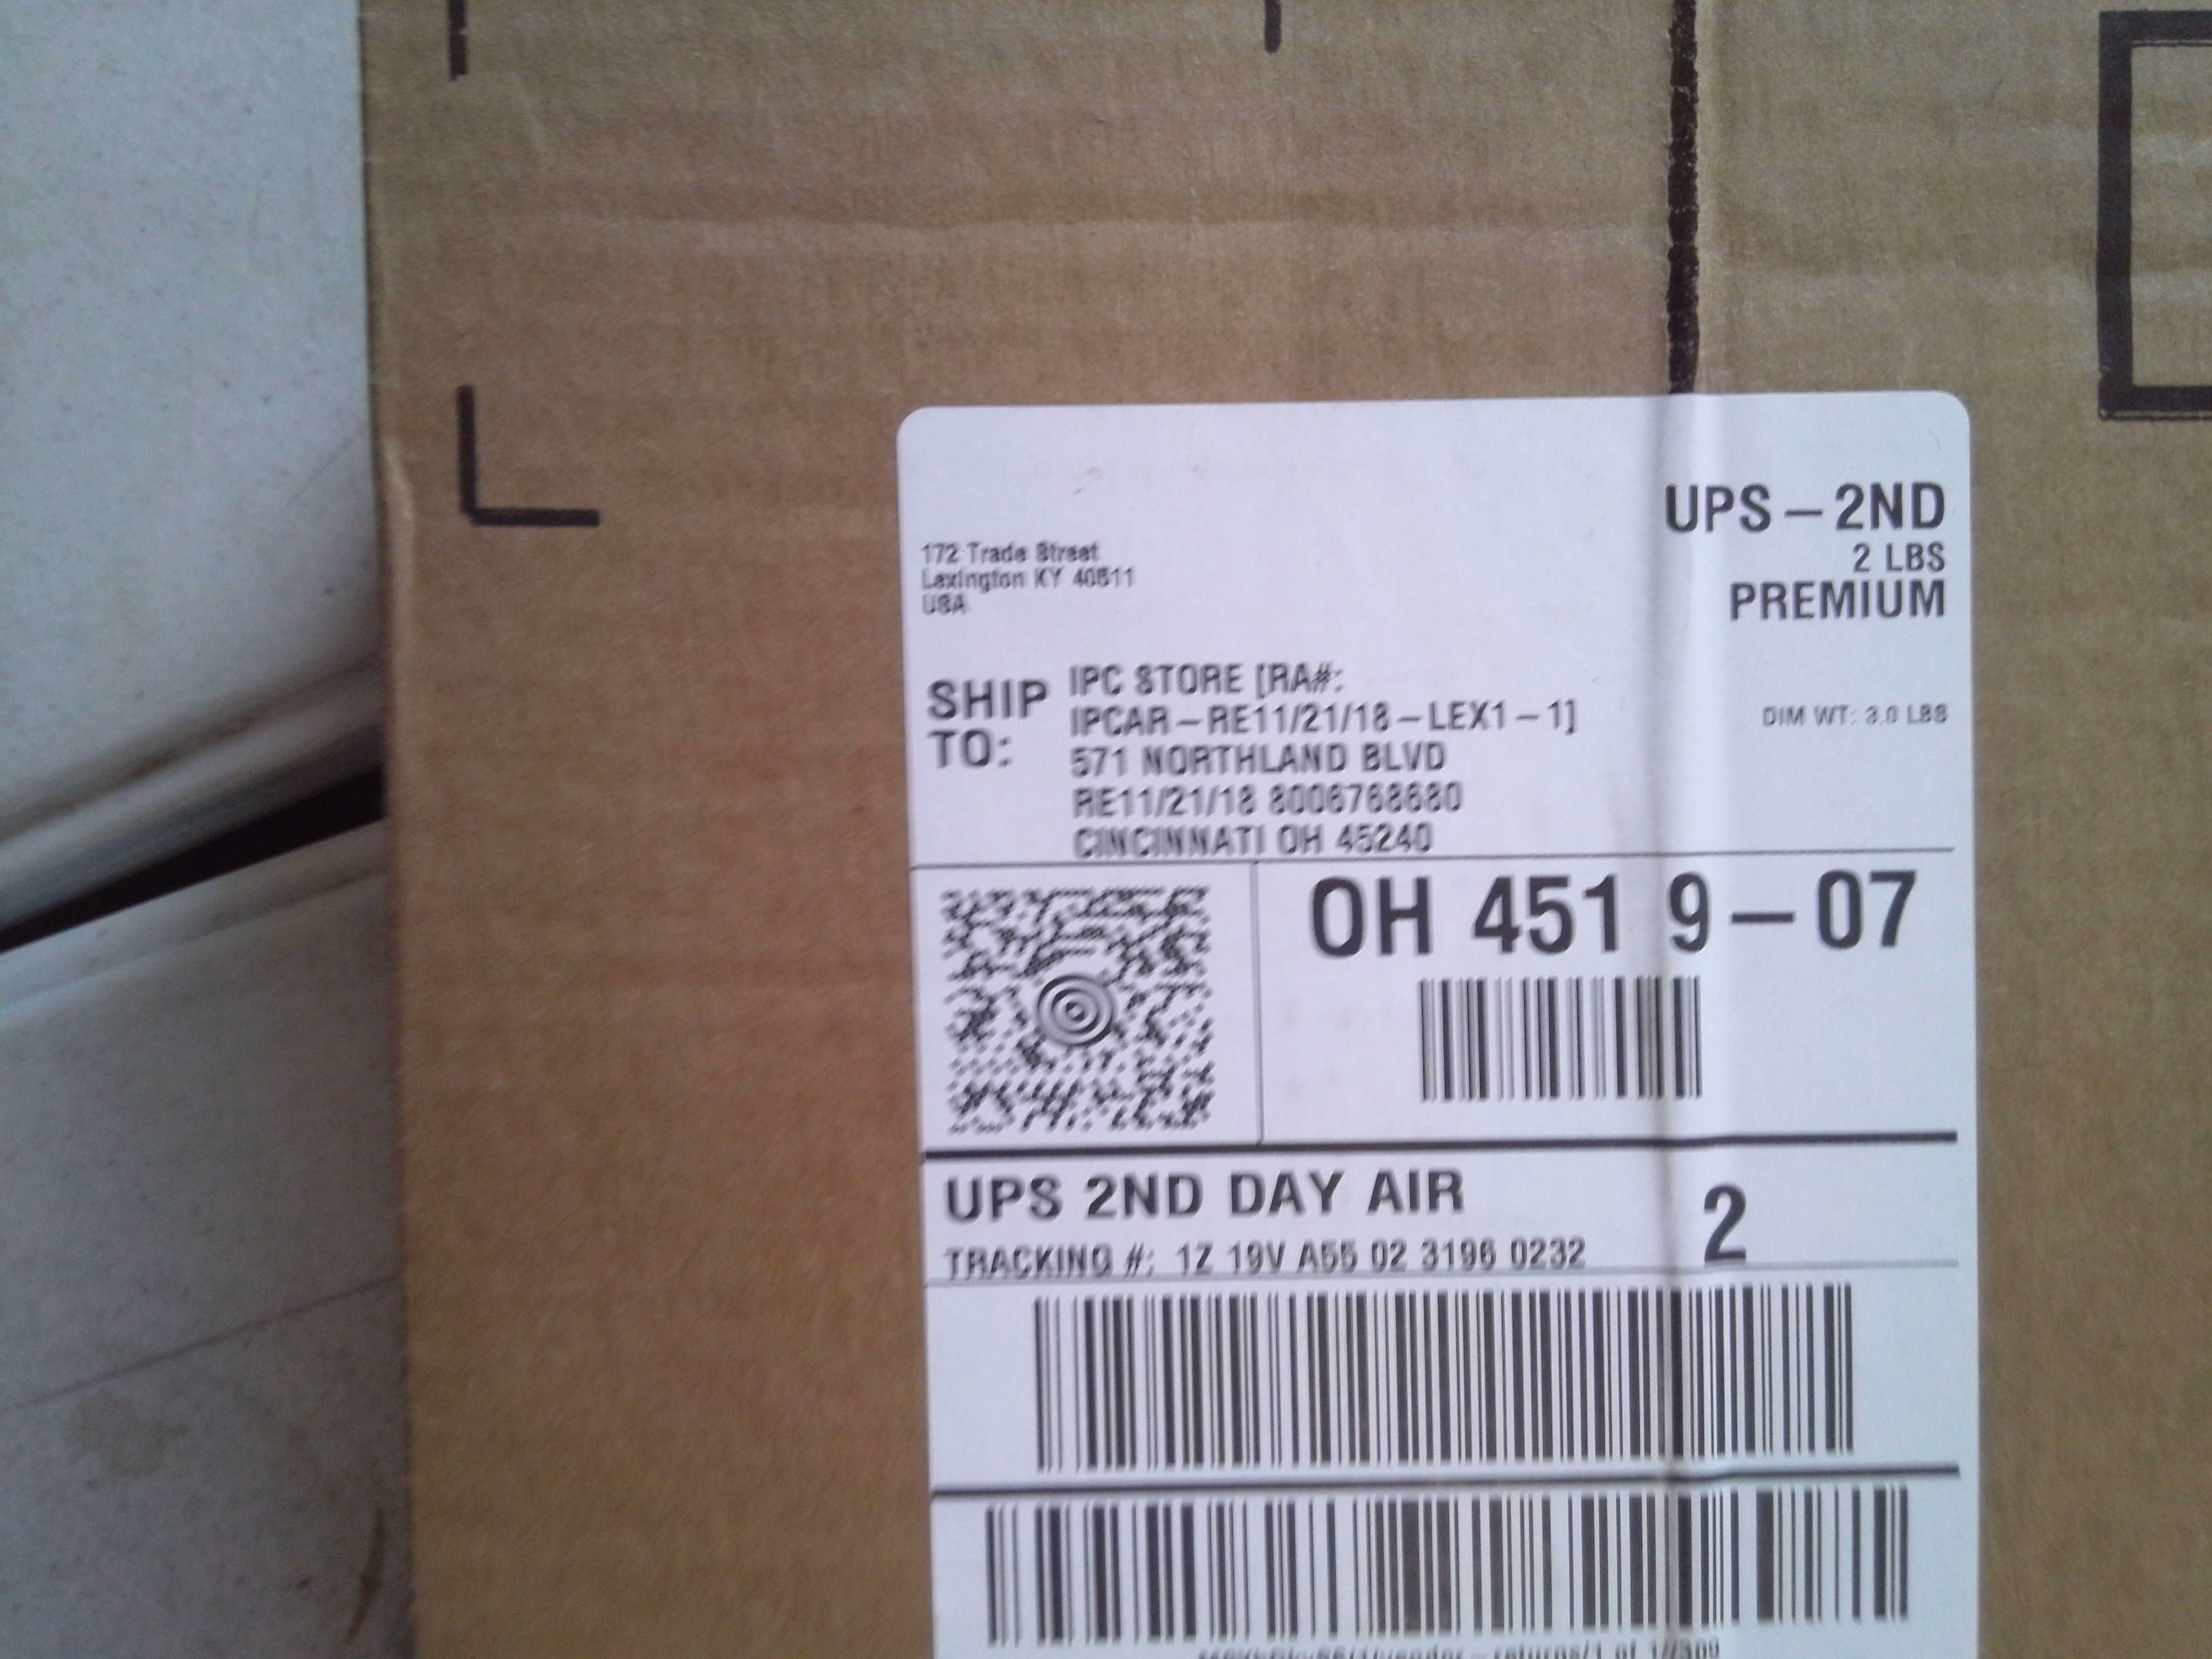 UPS – 2ND
2 LBS
PREMIUM
172 Trade Street
Lexington KY 40511
USA
SHIP TO:
IPC STORE [RA#:
IPCAR – RE11/21/18 – LEX1 – 1]
571 NORTHLAND BLVD
RE11/21/18 8006768680
CINCINNATI OH 45240
DIM WT: 3.0 LBS
OH 451 9 – 07
UPS 2ND DAY AIR
2
TRACKING #: 1Z 19V A55 02 3196 0232